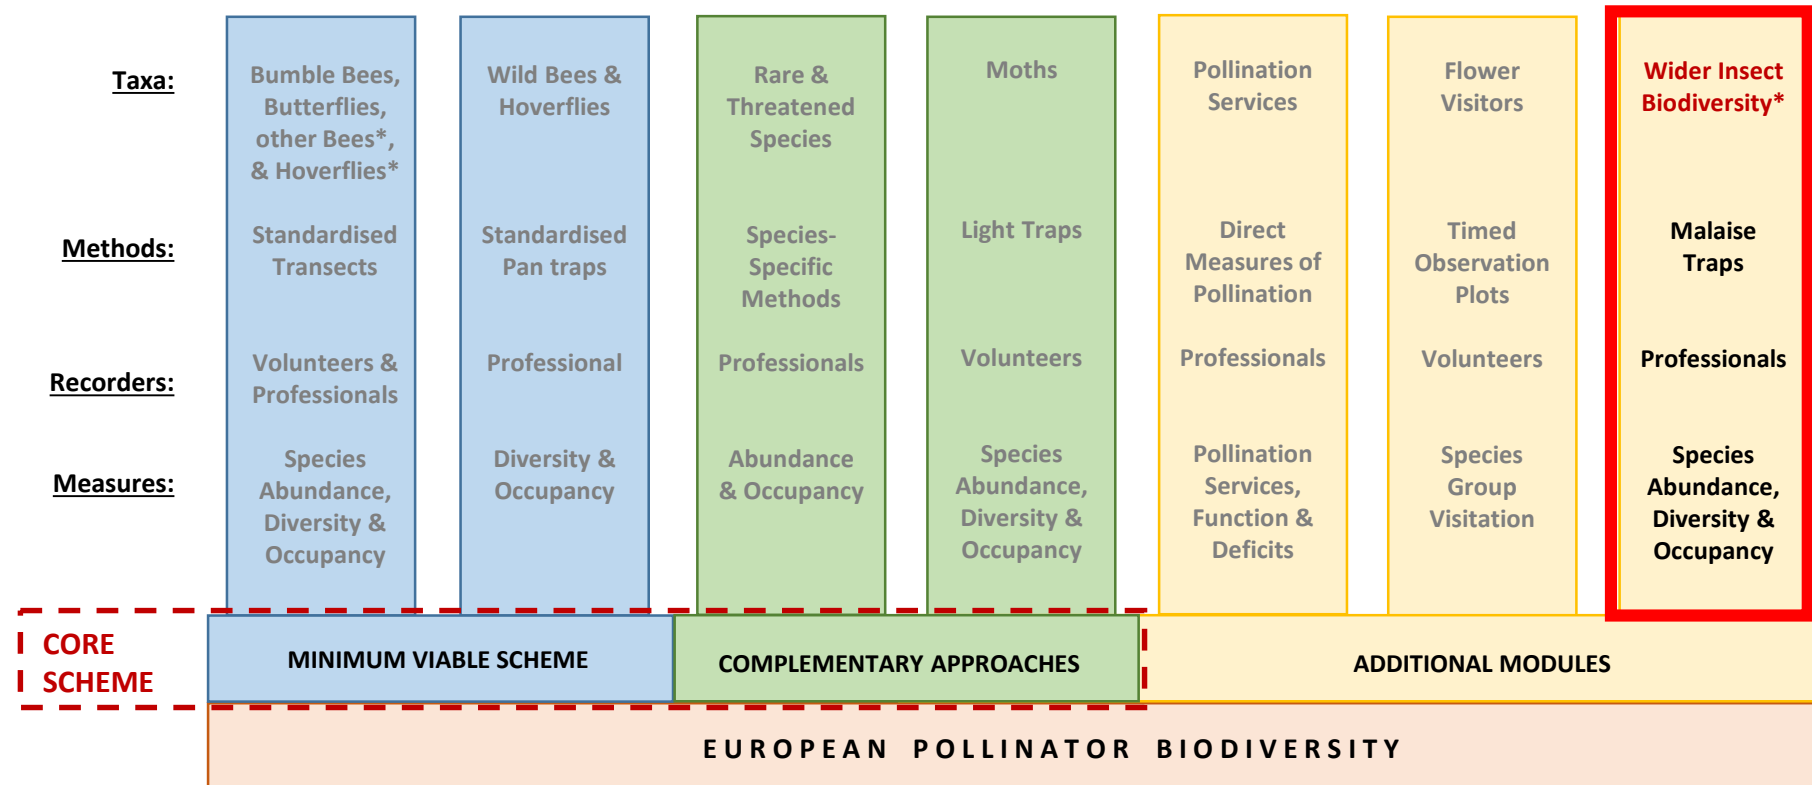 Taxa:
Bumble Bees,
Butterflies,
other Bees*,
& Hoverflies*
Wild Bees &
Hoverflies
Rare &
Threatened
Species
Moths
Pollination
Services
Flower
Visitors
Wider Insect
Biodiversity*
Methods:
Standardised
Transects
Standardised
Pan traps
Species-
Specific
Methods
Light Traps
Direct
Measures of
Pollination
Timed
Observation
Plots
Malaise
Traps
Recorders:
Volunteers &
Professionals
Professional
Professionals
Volunteers
Professionals
Volunteers
Professionals
Measures:
Species
Abundance,
Diversity &
Occupancy
Diversity &
Occupancy
Abundance
& Occupancy
Species
Abundance,
Diversity &
Occupancy
Pollination
Services,
Function &
Deficits
Species
Group
Visitation
Species
Abundance,
Diversity &
Occupancy
CORE
SCHEME
MINIMUM VIABLE SCHEME
COMPLEMENTARY APPROACHES
ADDITIONAL MODULES
EUROPEAN POLLINATOR BIODIVERSITY